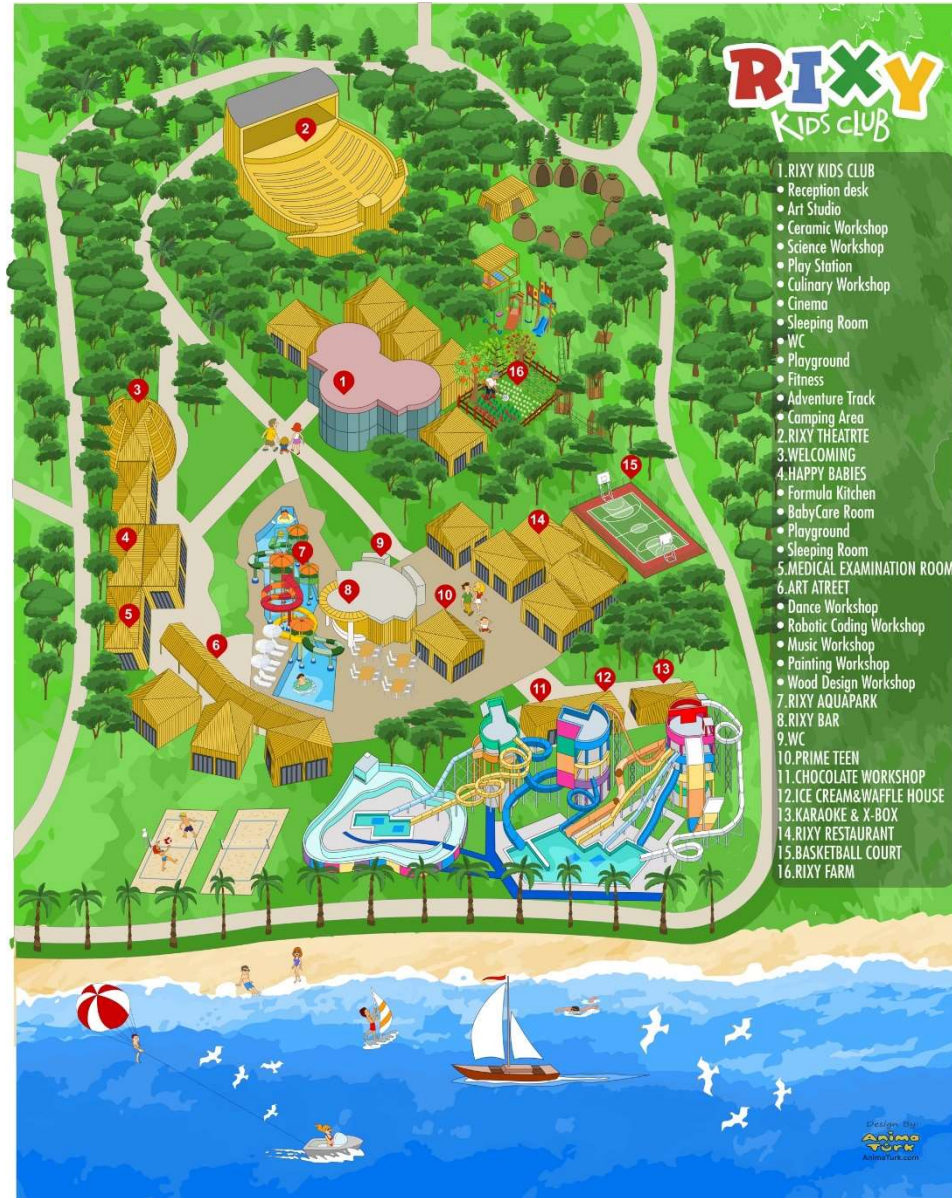 RIXY
KIDS CLUB
1.RIXY KIDS CLUB
• Reception desk
• Art Studio
• Ceramic Workshop
• Science Workshop
• Play Station
• Culinary Workshop
• Cinema
• Sleeping Room
• WC
• Playground
• Fitness
• Adventure Track
• Camping Area
2.RIXY THEATRTE
3.WELCOMING
4.HAPPY BABIES
• Formula Kitchen
• BabyCare Room
• Playground
• Sleeping Room
5.MEDICAL EXAMINATION ROOM
6.ART ATREET
• Dance Workshop
• Robotic Coding Workshop
• Music Workshop
• Painting Workshop
• Wood Design Workshop
7.RIXY AQUAPARK
8.RIXY BAR
9.WC
10.PRIME TEEN
11.CHOCOLATE WORKSHOP
12.ICE CREAM&WAFFLE HOUSE
13.KARAOKE & X-BOX
14.RIXY RESTAURANT
15.BASKETBALL COURT
16.RIXY FARM
2
1
16
3
15
14
4
7
9
8
10
5
6
11
12
13
Design By:
Anima
Türk
AnimaTurk.com